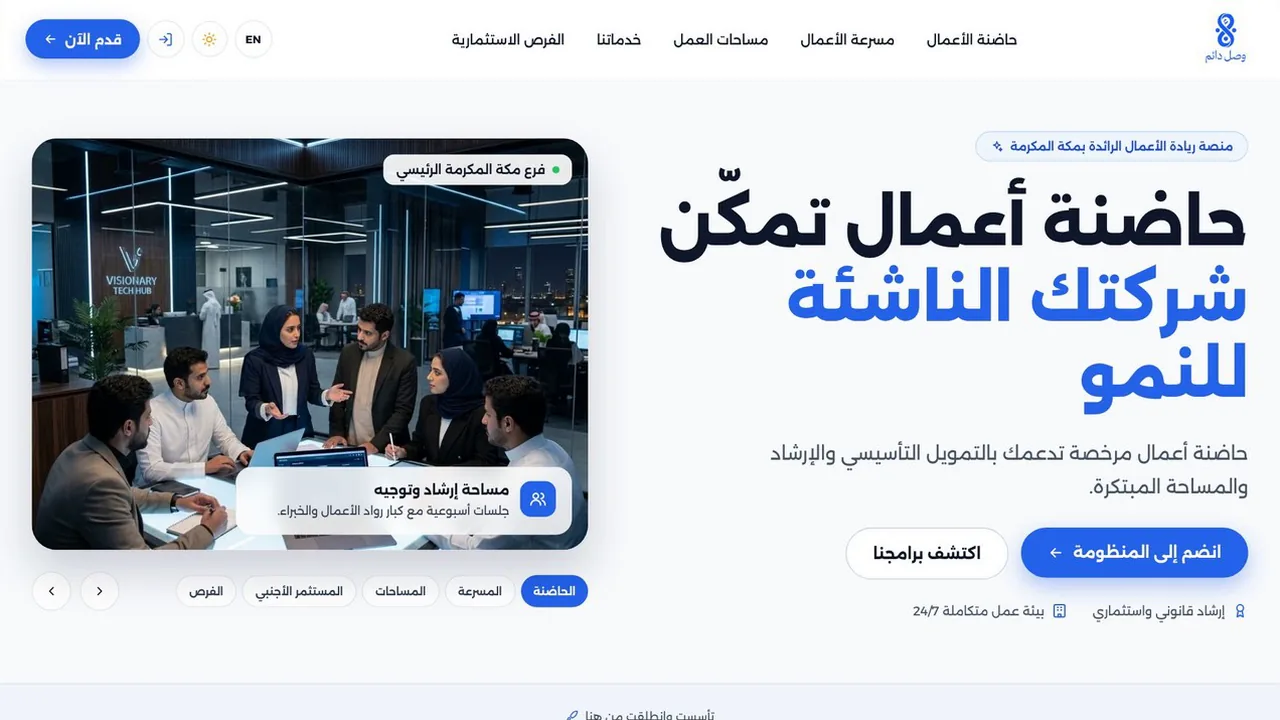 وصل دائم
حاضنة الأعمال
مسرعة الأعمال
مساحات العمل
خدماتنا
الفرص الاستثمارية
EN
قدم الآن
منصة ريادة الأعمال الرائدة بمكة المكرمة
حاضنة أعمال تمكّن
شركتك الناشئة
للنمو
حاضنة أعمال مرخصة تدعمك بالتمويل التأسيسي والإرشاد
والمساحة المبتكرة.
انضم إلى المنظومة
اكتشف برامجنا
إرشاد قانوني واستثماري
بيئة عمل متكاملة 24/7
فرع مكة المكرمة الرئيسي
VISIONARY
TECH HUB
مساحة إرشاد وتوجيه
جلسات أسبوعية مع كبار رواد الأعمال والخبراء.
الحاضنة
المسرعة
المساحات
المستثمر الأجنبي
الفرص
تأسست وانطلقت من هنا